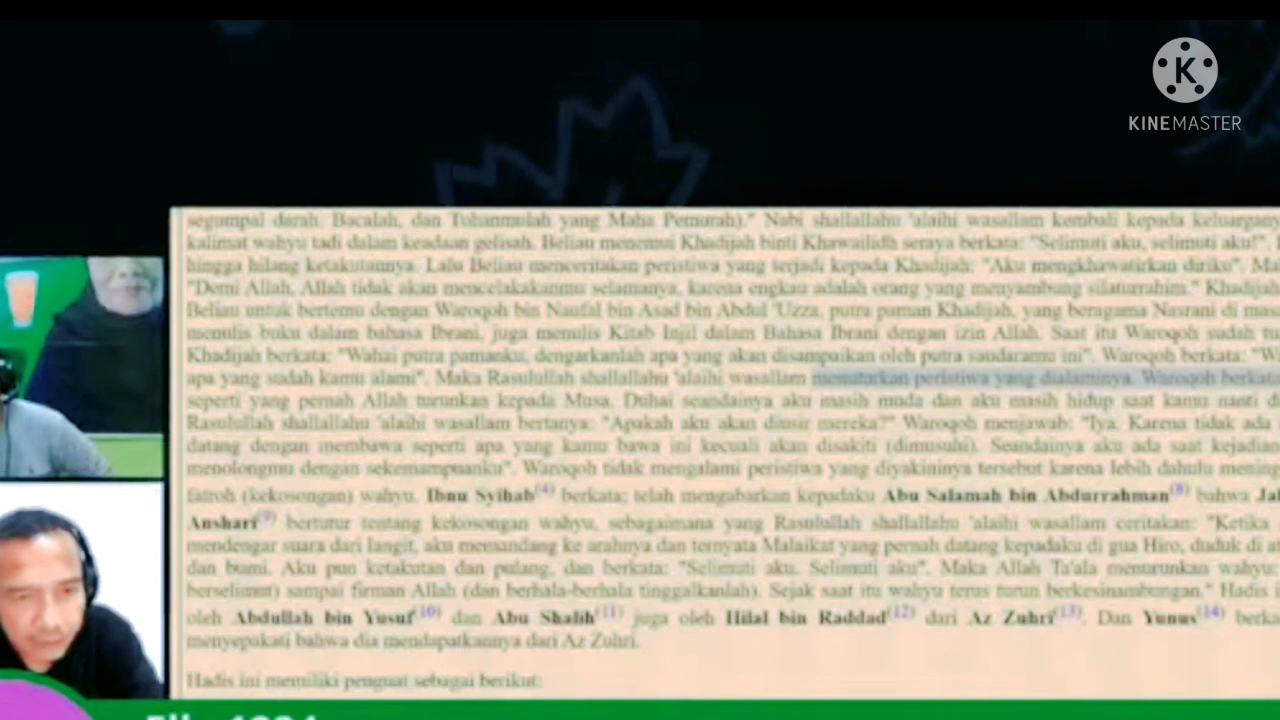 KINEMASTER
segumpal darah. Bacalah, dan Tuhanmulah yang Maha Pemurah)." Nabi shallallahu 'alaihi wasallam kembali kepada
kalimat wahyu tadi dalam keadaan gelisah. Beliau menemui Khadijah binti Khawailidh seraya berkata: "Selimuti aku, selimuti aku!".
hingga hilang ketakutannya. Lalu Beliau menceritakan peristiwa yang terjadi kepada Khadijah: "Aku mengkhawatirkan diriku". Ma
"Demi Allah, Allah tidak akan mencelakakanmu selamanya, karena engkau adalah orang yang menyambung silaturrahim." Khadijah
Beliau untuk bertemu dengan Waroqoh bin Naufal bin Asad bin Abdul 'Uzza, putra paman Khadijah, yang beragama Nasrani di mas
menulis buku dalam bahasa Ibrani, juga menulis Kitab Injil dalam Bahasa Ibrani dengan izin Allah. Saat itu Waroqoh sudah tu
Khadijah berkata: "Wahai putra pamanku, dengarkanlah apa yang akan disampaikan oleh putra saudaramu ini". Waroqoh berkata: "W
apa yang sudah kamu alami". Maka Rasulullah shallallahu 'alaihi wasallam menuturkan peristiwa yang dialaminya. Waroqoh berkata
seperti yang pernah Allah turunkan kepada Musa. Duhai seandainya aku masih muda dan aku masih hidup saat kamu nanti di
Rasulullah shallallahu 'alaihi wasallam bertanya: "Apakah aku akan diusir mereka?" Waroqoh menjawab: "Iya. Karena tidak ada
datang dengan membawa seperti apa yang kamu bawa ini kecuali akan disakiti (dimusuhi). Seandainya aku ada saat kejadian
menolongmu dengan sekemampuanku". Waroqoh tidak mengalami peristiwa yang diyakininya tersebut karena lebih dahulu mening
fatroh (kekosongan) wahyu. Ibnu Syihab(4) berkata; telah mengabarkan kepadaku Abu Salamah bin Abdurrahman(8) bahwa Ja
Anshari(9) bertutur tentang kekosongan wahyu, sebagaimana yang Rasulullah shallallahu 'alaihi wasallam ceritakan: "Ketika
mendengar suara dari langit, aku memandang ke arahnya dan ternyata Malaikat yang pernah datang kepadaku di gua Hiro, duduk di
dan bumi. Aku pun ketakutan dan pulang, dan berkata: "Selimuti aku. Selimuti aku". Maka Allah Ta'ala menurunkan wahyu:
berselimut) sampai firman Allah (dan berhala-berhala tinggalkanlah). Sejak saat itu wahyu terus turun berkesinambungan." Hadis
oleh Abdullah bin Yusuf(10) dan Abu Shalih(11) juga oleh Hilal bin Raddad(12) dari Az Zuhri(13). Dan Yunus(14) berka
menyepakati bahwa dia mendapatkannya dari Az Zuhri.
Hadis ini memiliki penguat sebagai berikut: